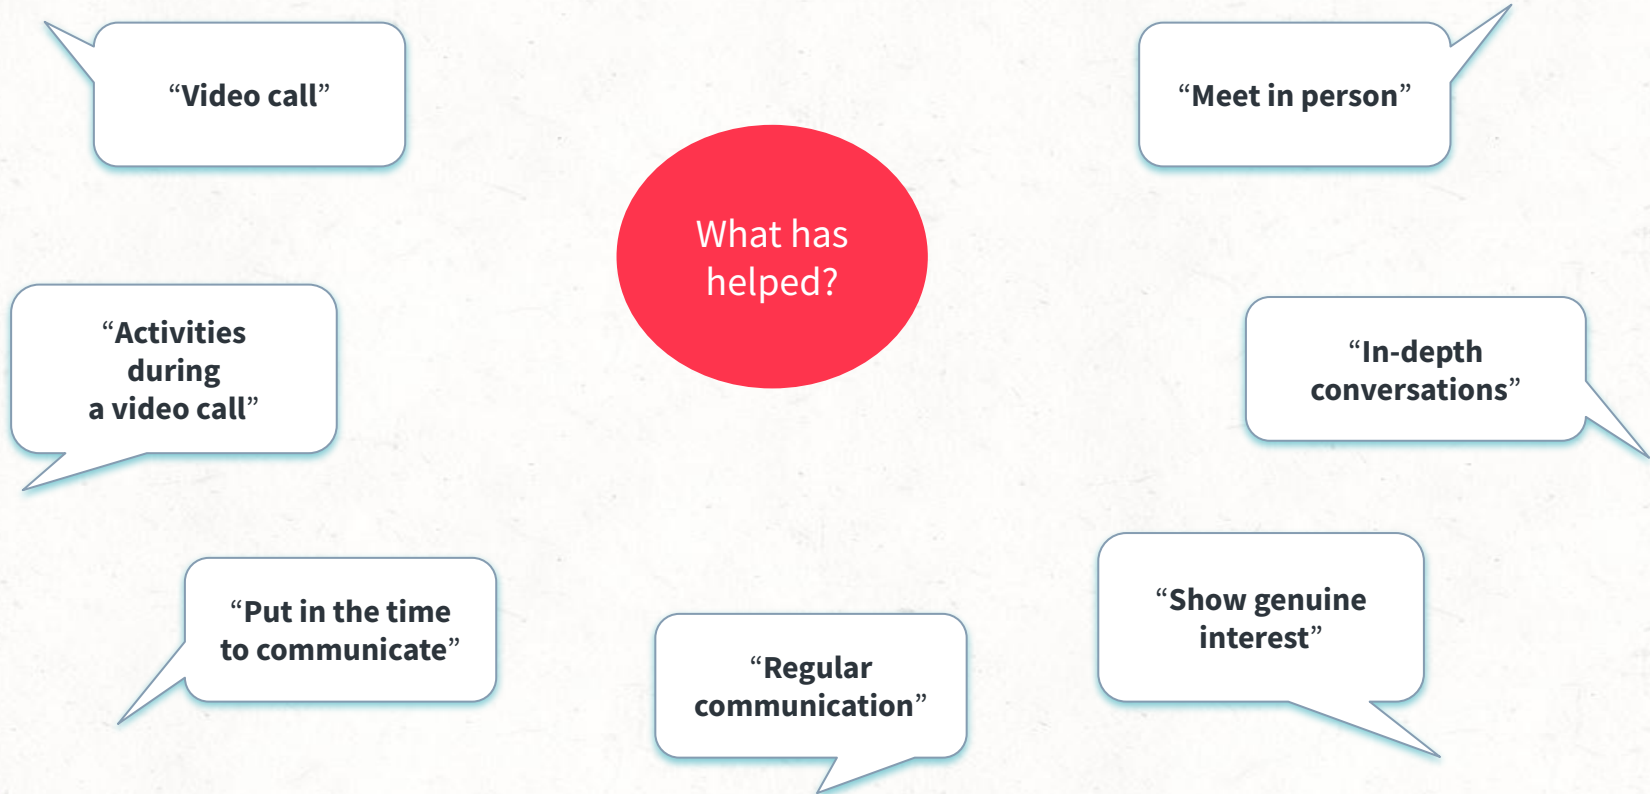 “Video call”
“Meet in person”
What has
helped?
“Activities
during
a video call”
“In-depth
conversations”
“Put in the time
to communicate”
“Regular
communication”
“Show genuine
interest”